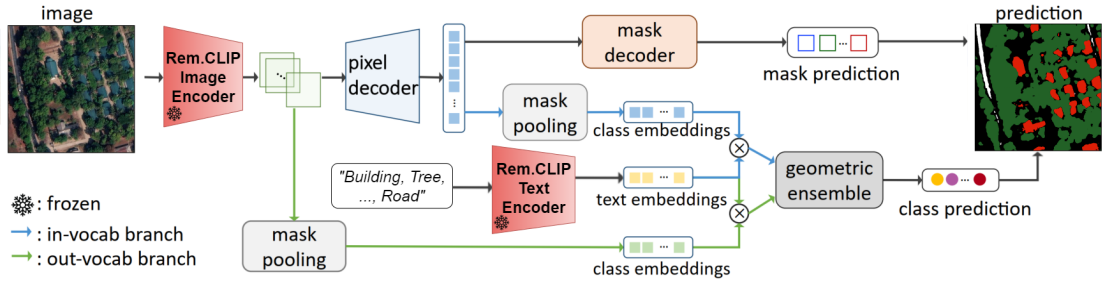 image
Rem.CLIP
Image
Encoder
pixel
decoder
mask
decoder
mask prediction
prediction
mask
pooling
class embeddings
"Building, Tree,
..., Road"
Rem.CLIP
Text
Encoder
text embeddings
geometric
ensemble
class prediction
mask
pooling
class embeddings
: frozen
: in-vocab branch
: out-vocab branch